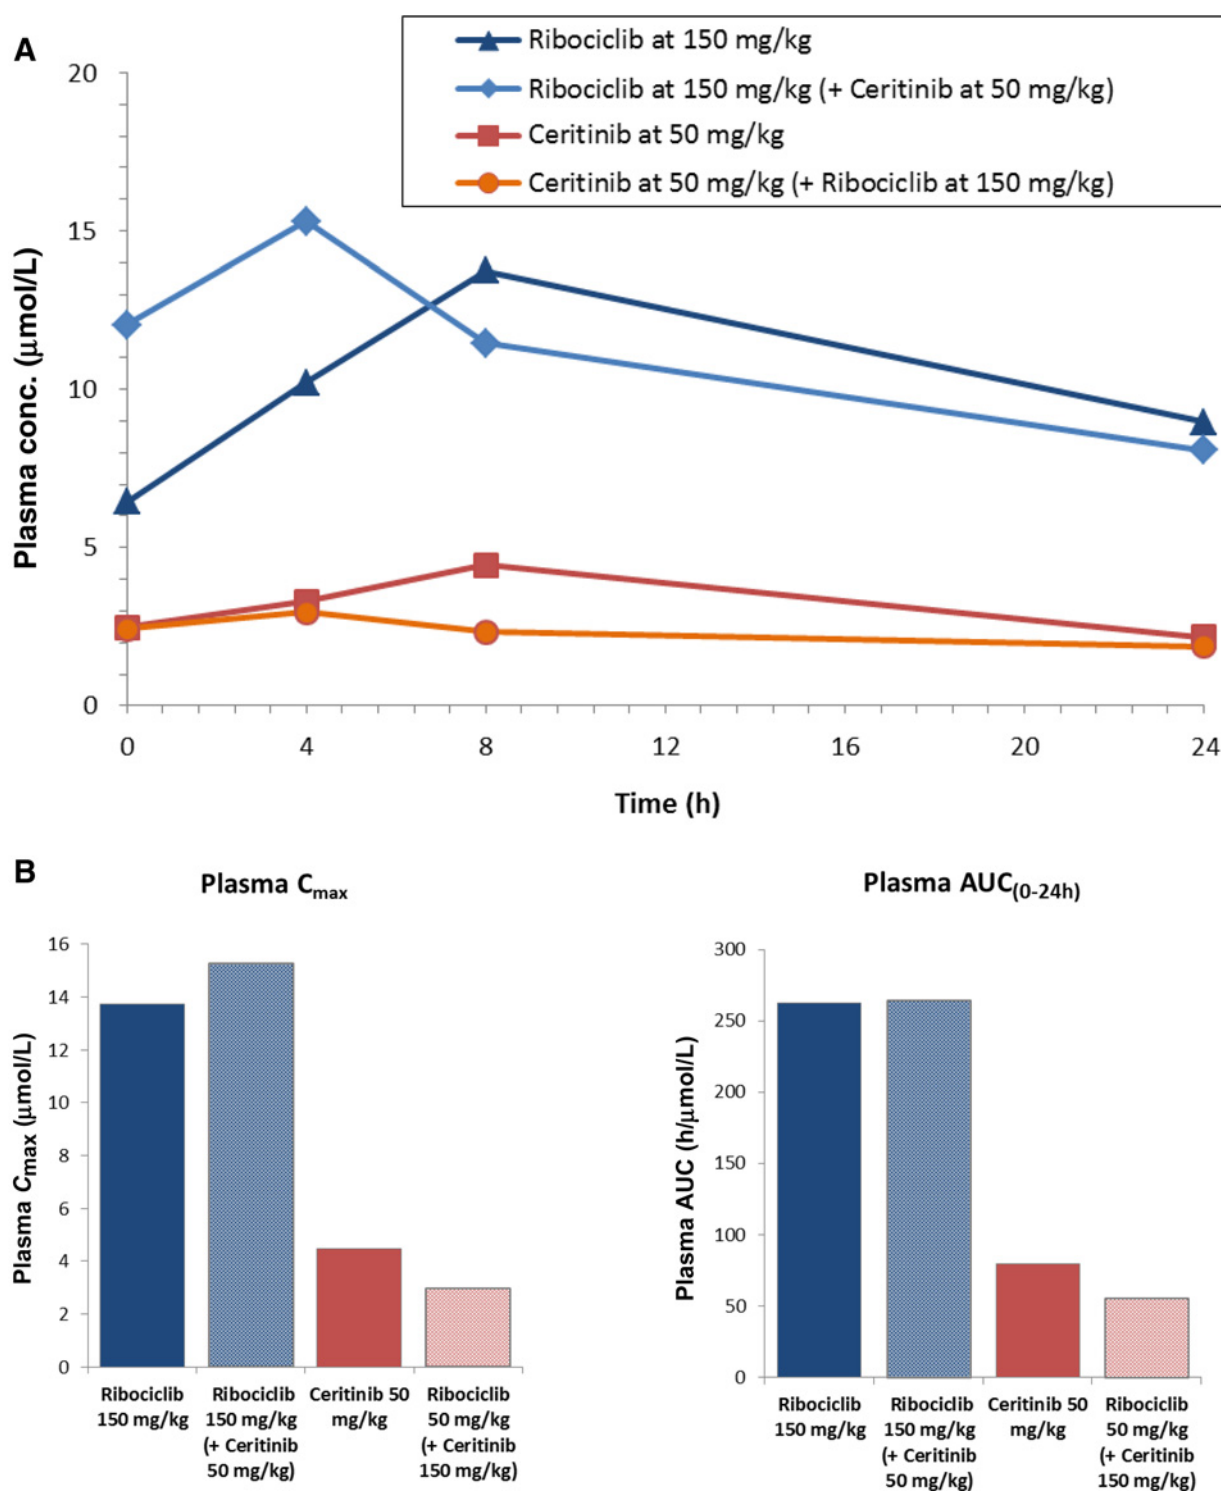 A
Ribociclib at 150 mg/kg
Ribociclib at 150 mg/kg (+ Ceritinib at 50 mg/kg)
Ceritinib at 50 mg/kg
Ceritinib at 50 mg/kg (+ Ribociclib at 150 mg/kg)
Plasma conc. (μmol/L)
20
15
10
5
0
0 4 8 12 16 20 24
Time (h)
B
Plasma Cmax
Plasma Cmax (μmol/L)
16
14
12
10
8
6
4
2
0
Ribociclib
150 mg/kg
Ribociclib
150 mg/kg
(+ Ceritinib
50 mg/kg)
Ceritinib 50
mg/kg
Ribociclib
50 mg/kg
(+ Ceritinib
150 mg/kg)
Plasma AUC(0-24h)
Plasma AUC (h/μmol/L)
300
250
200
150
100
50
0
Ribociclib
150 mg/kg
Ribociclib
150 mg/kg
(+ Ceritinib
50 mg/kg)
Ceritinib 50
mg/kg
Ribociclib
50 mg/kg
(+ Ceritinib
150 mg/kg)